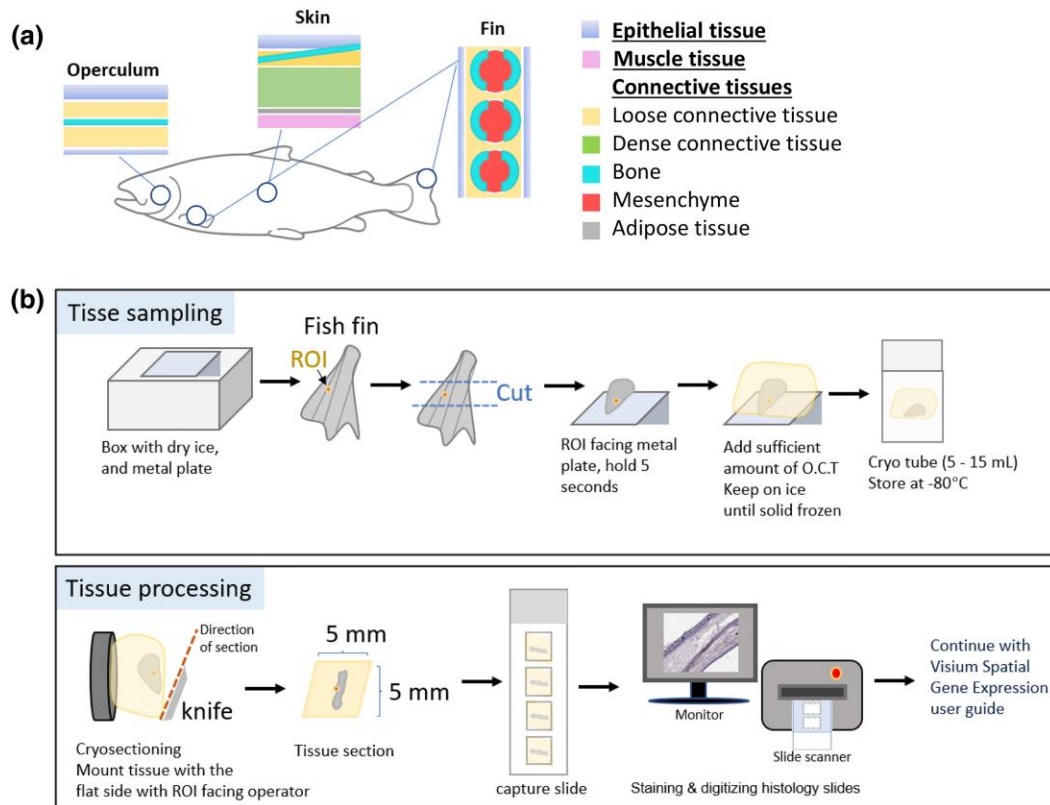 (a)
Operculum
Skin
Fin
Epithelial tissue
Muscle tissue
Connective tissues
Loose connective tissue
Dense connective tissue
Bone
Mesenchyme
Adipose tissue
(b)
Tisse sampling
Box with dry ice,
and metal plate
Fish fin
ROI
Cut
ROI facing metal
plate, hold 5
seconds
Add sufficient
amount of O.C.T
Keep on ice
until solid frozen
Cryo tube (5 - 15 mL)
Store at -80°C
Tissue processing
Direction
of section
knife
Cryosectioning
Mount tissue with the
flat side with ROI facing operator
5 mm
5 mm
Tissue section
capture slide
Monitor
Slide scanner
Staining & digitizing histology slides
Continue with
Visium Spatial
Gene Expression
user guide